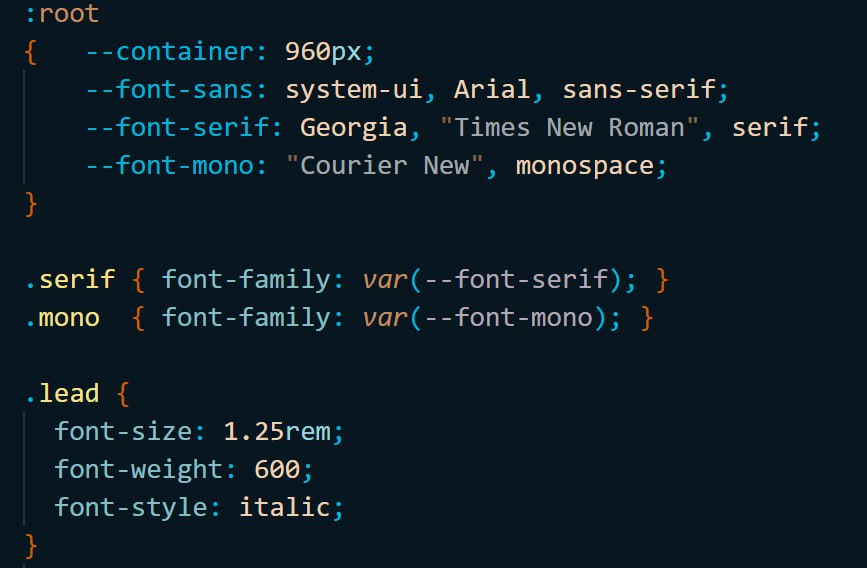 :root
{   --container: 960px;
    --font-sans: system-ui, Arial, sans-serif;
    --font-serif: Georgia, "Times New Roman", serif;
    --font-mono: "Courier New", monospace;
}

.serif { font-family: var(--font-serif); }
.mono  { font-family: var(--font-mono); }

.lead {
  font-size: 1.25rem;
  font-weight: 600;
  font-style: italic;
}